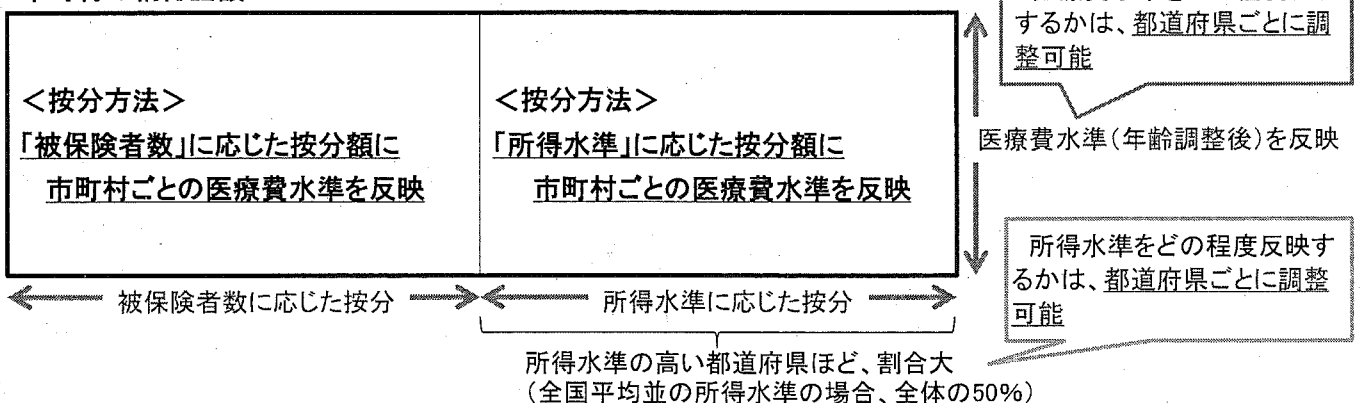 するかは、都道府県ごとに調
整可能
＜按分方法＞
「被保険者数」に応じた按分額に
市町村ごとの医療費水準を反映
＜按分方法＞
「所得水準」に応じた按分額に
市町村ごとの医療費水準を反映
医療費水準(年齢調整後)を反映
所得水準をどの程度反映す
るかは、都道府県ごとに調整
可能
被保険者数に応じた按分
所得水準に応じた按分
所得水準の高い都道府県ほど、割合大
(全国平均並の所得水準の場合、全体の50%)